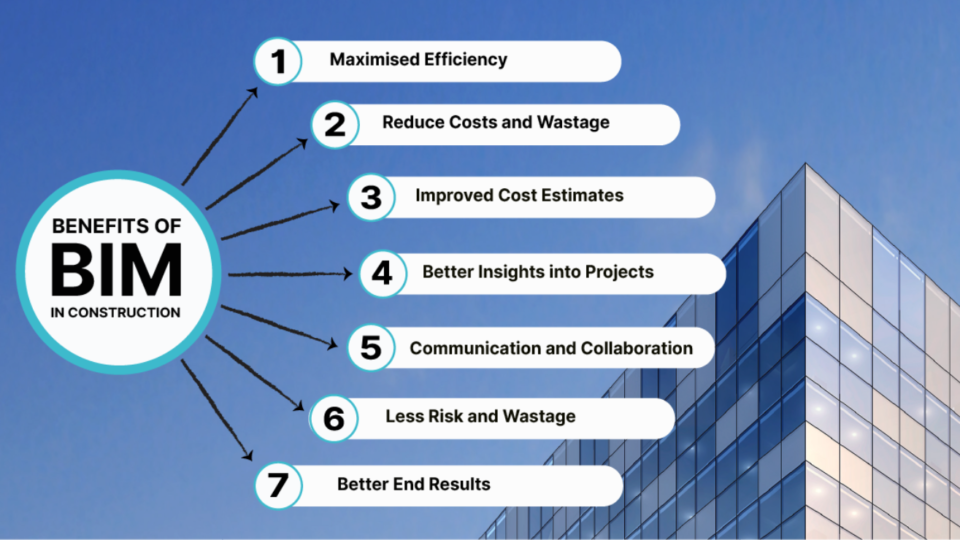 BENEFITS OF
BIM
IN CONSTRUCTION
1 Maximised Efficiency
2 Reduce Costs and Wastage
3 Improved Cost Estimates
4 Better Insights into Projects
5 Communication and Collaboration
6 Less Risk and Wastage
7 Better End Results